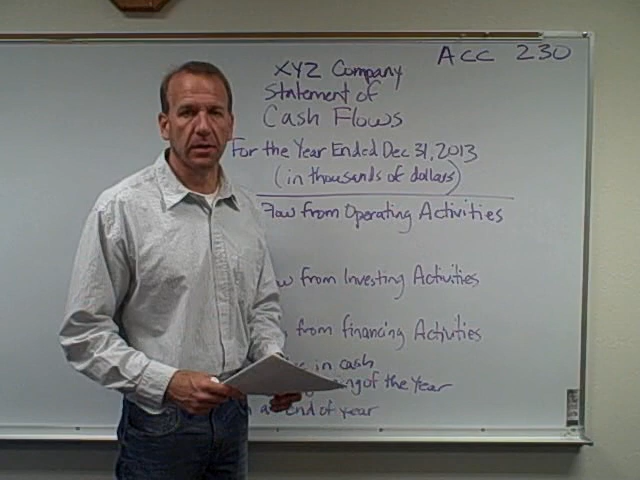 ACC 230
XYZ Company
Statement of
Cash Flows
For the Year Ended Dec 31, 2013
(in thousands of dollars)
Flow from Operating Activities
from Investing Activities
from financing Activities
in cash
of the Year
end of year